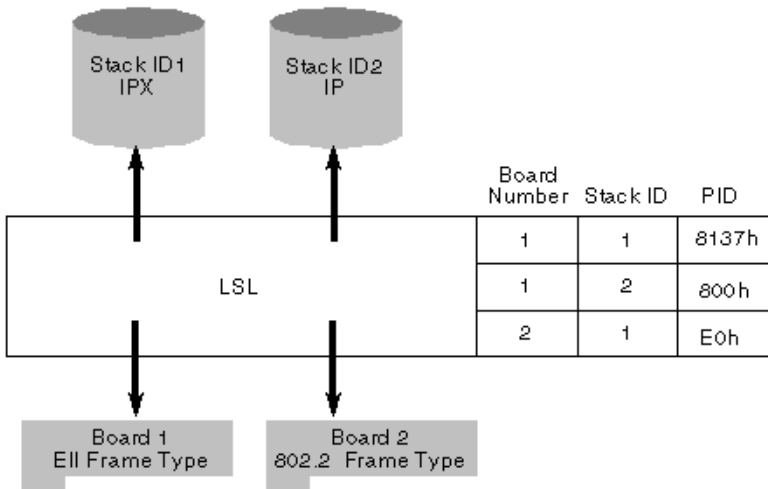 Stack ID1
IPX
Stack ID2
IP
Board
Number Stack ID PID
1 1 8137h
LSL
1 2 800h
2 1 E0h
Board 1
EII Frame Type
Board 2
802.2 Frame Type